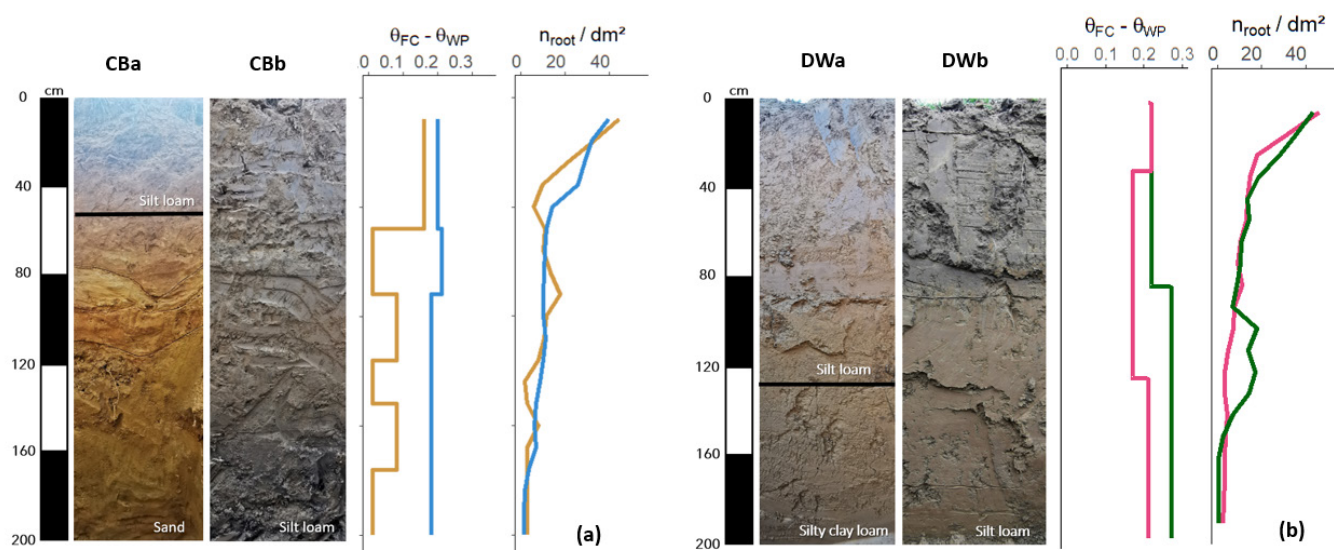 CBa CBb θFC - θWP nroot / dm²
0 0.1 0.2 0.3 0 20 40
cm
0
40
80
120
160
200
Silt loam
Sand
Silt loam
(a)
DWa DWb θFC - θWP nroot / dm²
0.0 0.1 0.2 0.3 0 20 40
cm
0
40
80
120
160
200
Silt loam
Silty clay loam
Silt loam
(b)